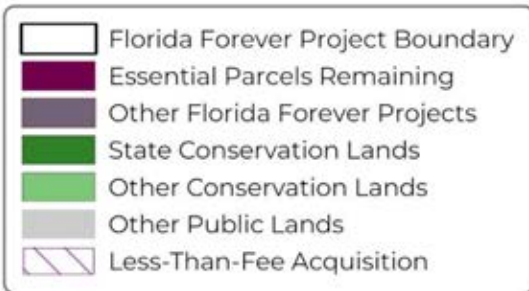 Florida Forever Project Boundary
Essential Parcels Remaining
Other Florida Forever Projects
State Conservation Lands
Other Conservation Lands
Other Public Lands
Less-Than-Fee Acquisition